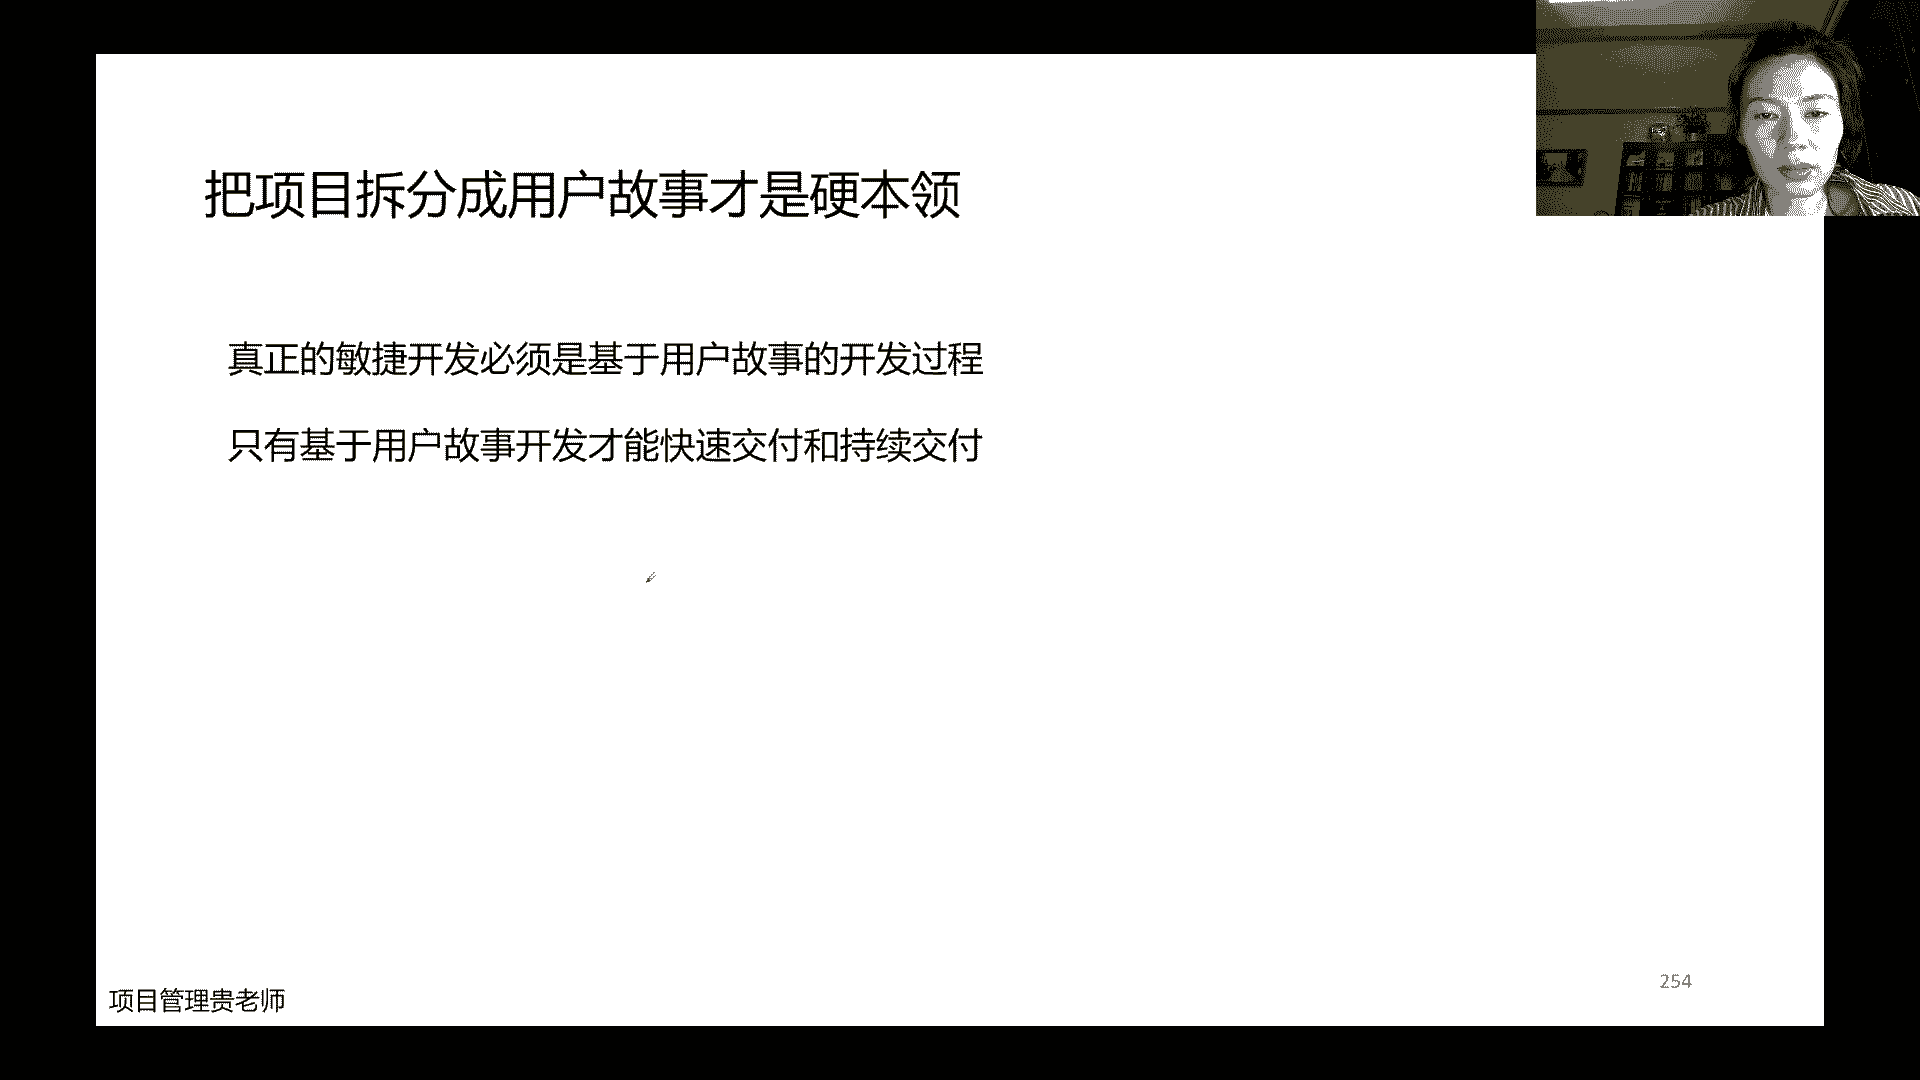 把项目拆分成用户故事才是硬本领
真正的敏捷开发必须是基于用户故事的开发过程
只有基于用户故事开发才能快速交付和持续交付
项目管理贵老师
254